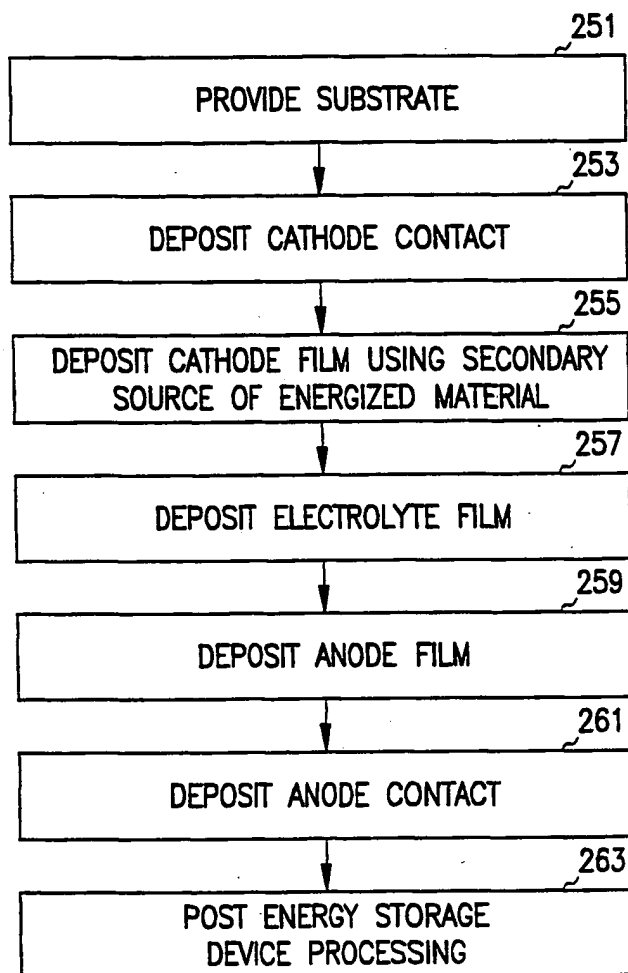 251
PROVIDE SUBSTRATE
253
DEPOSIT CATHODE CONTACT
255
DEPOSIT CATHODE FILM USING SECONDARY
SOURCE OF ENERGIZED MATERIAL
257
DEPOSIT ELECTROLYTE FILM
259
DEPOSIT ANODE FILM
261
DEPOSIT ANODE CONTACT
263
POST ENERGY STORAGE
DEVICE PROCESSING